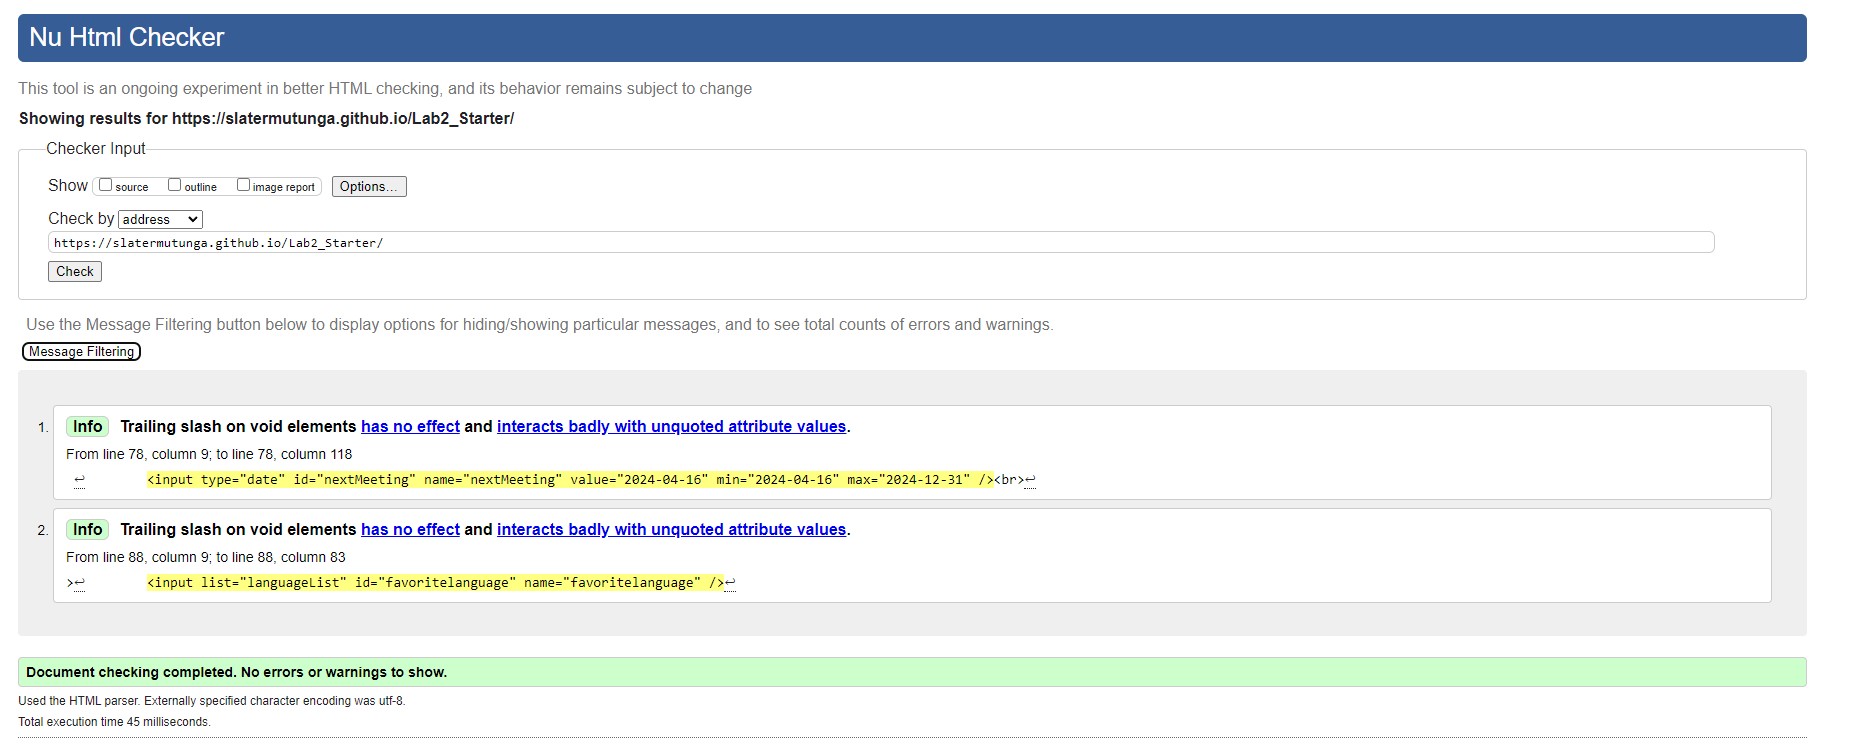 Nu Html Checker
This tool is an ongoing experiment in better HTML checking, and its behavior remains subject to change
Showing results for https://slatermutunga.github.io/Lab2_Starter/
Checker Input
Show source outline image report Options...
Check by address
https://slatermutunga.github.io/Lab2_Starter/
Check
Use the Message Filtering button below to display options for hiding/showing particular messages, and to see total counts of errors and warnings.
Message Filtering
1. Info Trailing slash on void elements has no effect and interacts badly with unquoted attribute values.
From line 78, column 9; to line 78, column 118
↩ <input type="date" id="nextMeeting" name="nextMeeting" value="2024-04-16" min="2024-04-16" max="2024-12-31" /><br>↩
2. Info Trailing slash on void elements has no effect and interacts badly with unquoted attribute values.
From line 88, column 9; to line 88, column 83
>↩ <input list="languageList" id="favoritelanguage" name="favoritelanguage" />↩
Document checking completed. No errors or warnings to show.
Used the HTML parser. Externally specified character encoding was utf-8.
Total execution time 45 milliseconds.